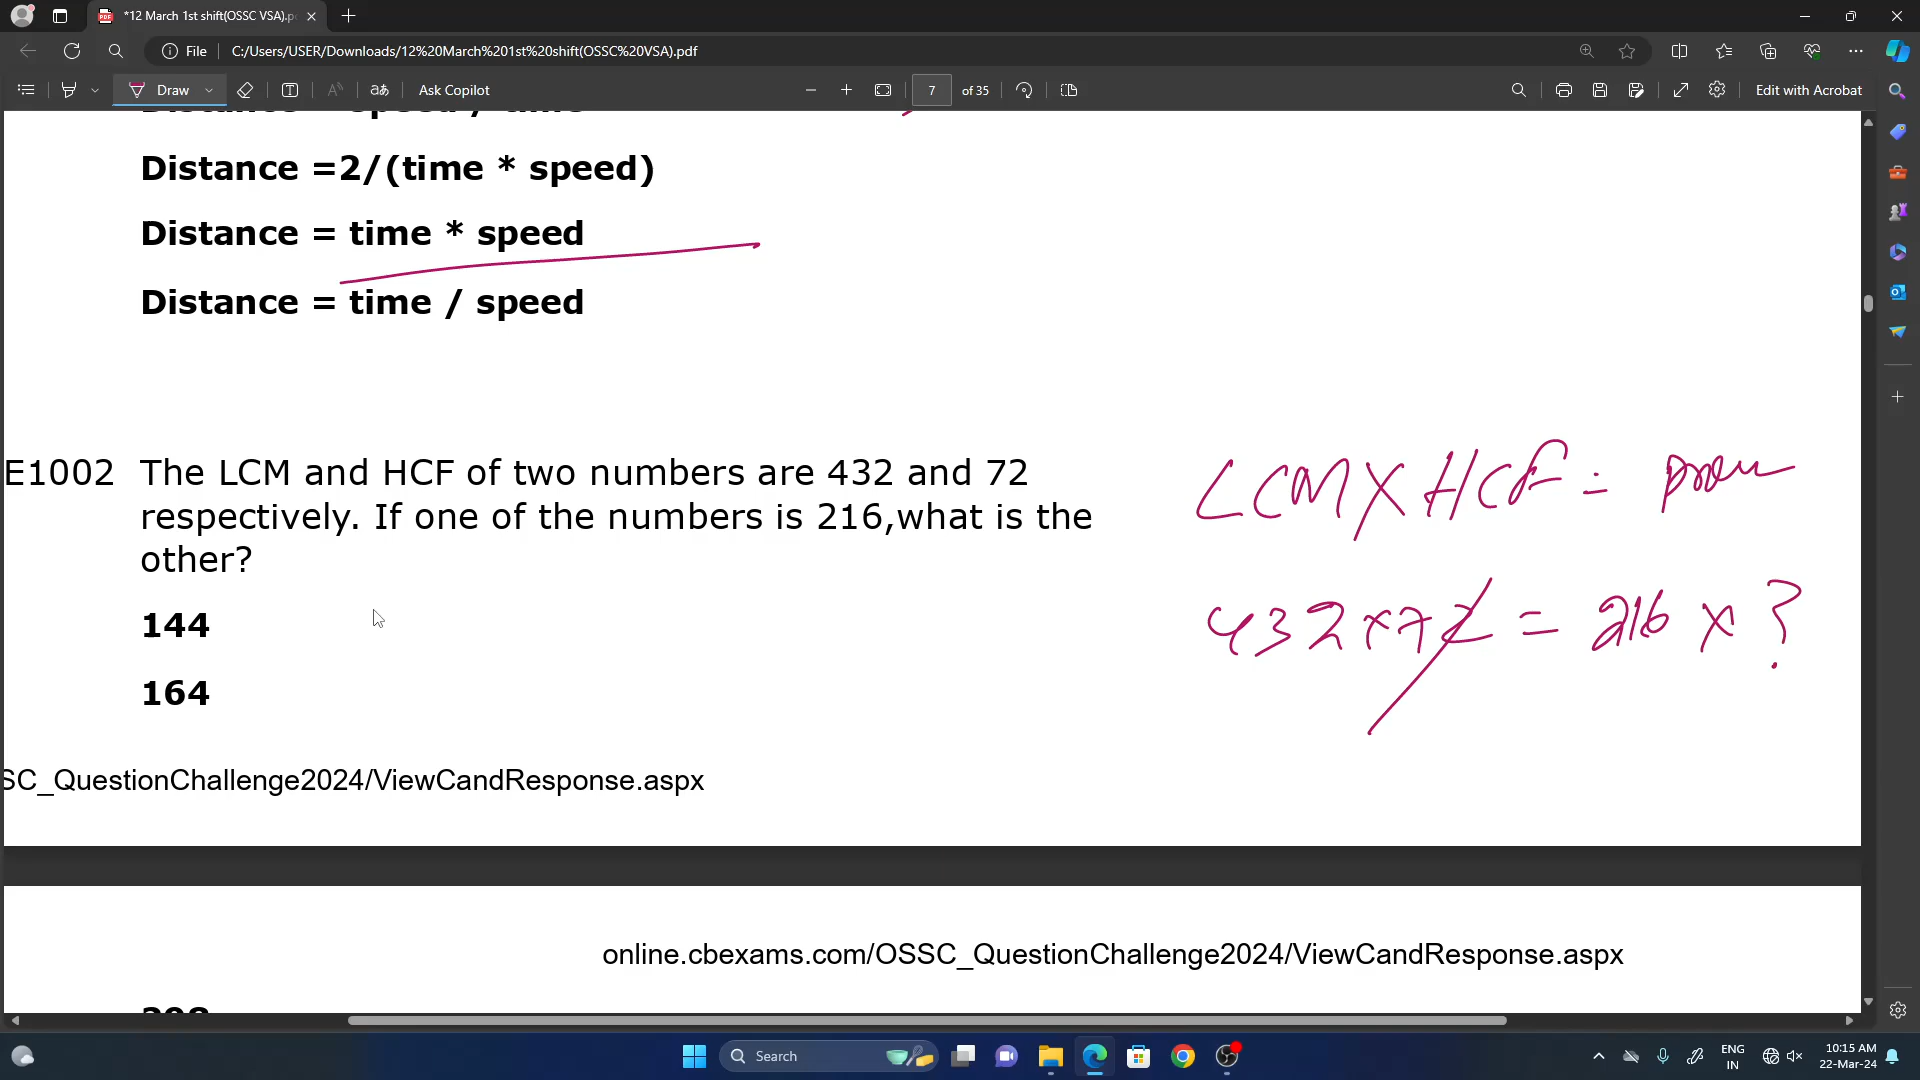 *12 March 1st shift(OSSC VSA).p
File
C:/Users/USER/Downloads/12%20March%201st%20shift(OSSC%20VSA).pdf
Draw
aあ
Ask Copilot
7 of 35
Edit with Acrobat
Distance =2/(time * speed)
Distance = time * speed
Distance = time / speed
E1002 The LCM and HCF of two numbers are 432 and 72
respectively. If one of the numbers is 216,what is the
other?
144
164
LCM X HCF =
432 x 72 = 216 x ?
SC_QuestionChallenge2024/ViewCandResponse.aspx
online.cbexams.com/OSSC_QuestionChallenge2024/ViewCandResponse.aspx
Search
ENG
IN
10:15 AM
22-Mar-24